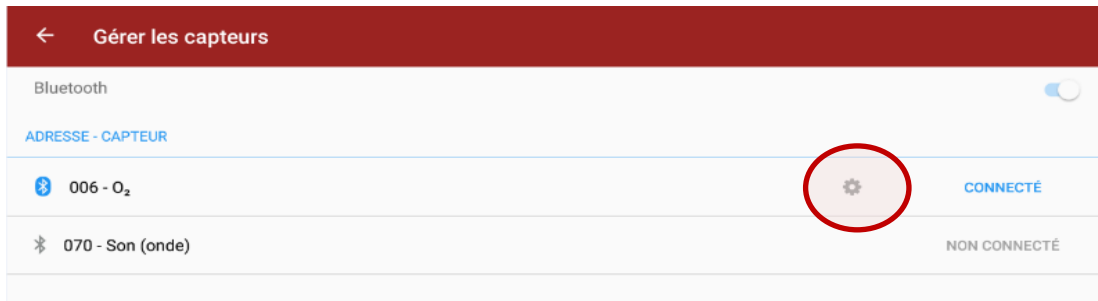 Gérer les capteurs
Bluetooth
ADRESSE - CAPTEUR
006 - O₂ CONNECTÉ
070 - Son (onde) NON CONNECTÉ